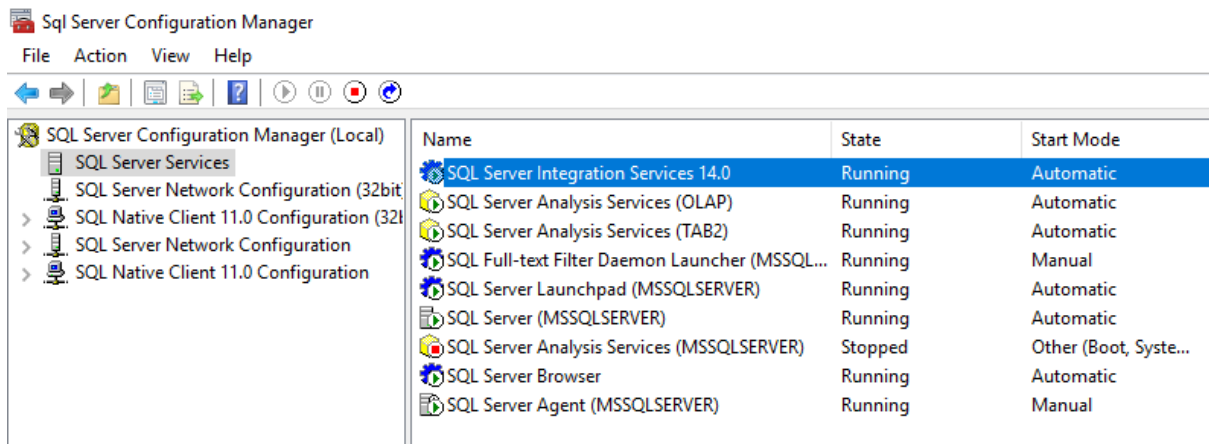 Sql Server Configuration Manager
File Action View Help
SQL Server Configuration Manager (Local)
SQL Server Services
SQL Server Network Configuration (32bit
SQL Native Client 11.0 Configuration (32
SQL Server Network Configuration
SQL Native Client 11.0 Configuration
Name State Start Mode
SQL Server Integration Services 14.0 Running Automatic
SQL Server Analysis Services (OLAP) Running Automatic
SQL Server Analysis Services (TAB2) Running Automatic
SQL Full-text Filter Daemon Launcher (MSSQL... Running Manual
SQL Server Launchpad (MSSQLSERVER) Running Automatic
SQL Server (MSSQLSERVER) Running Automatic
SQL Server Analysis Services (MSSQLSERVER) Stopped Other (Boot, Syste...
SQL Server Browser Running Automatic
SQL Server Agent (MSSQLSERVER) Running Manual